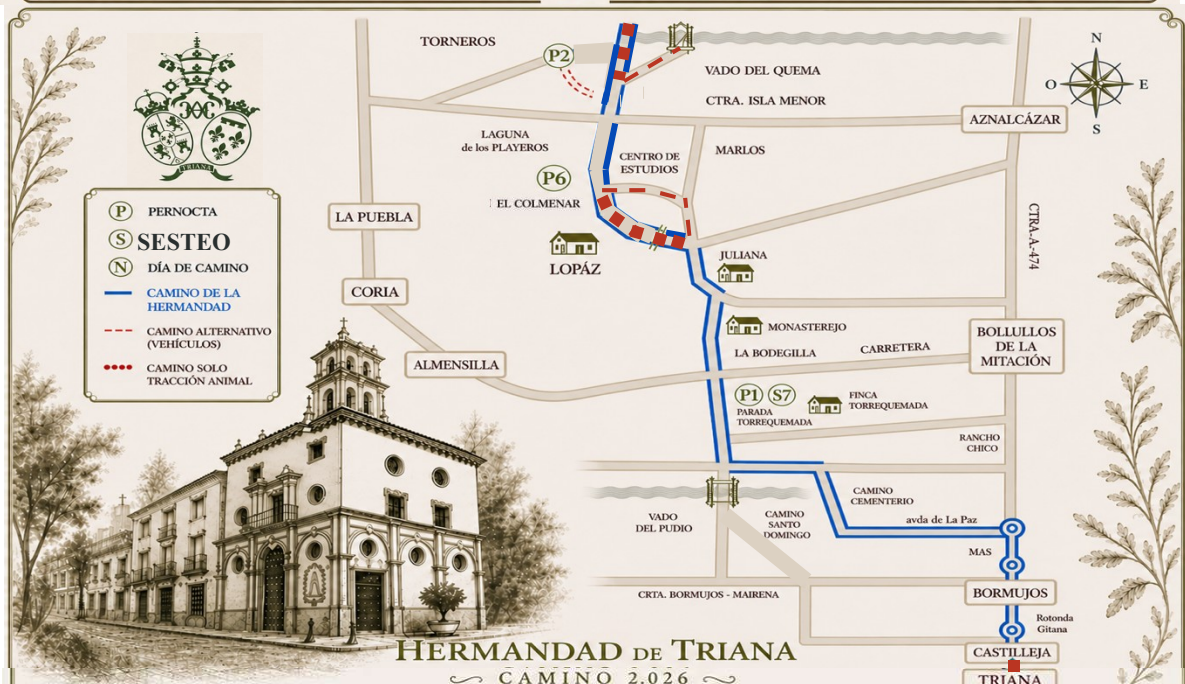 TORNEROS
P2
VADO DEL QUEMA
CTRA. ISLA MENOR
N
O
E
S
AZNALCÁZAR
TRIANA
LAGUNA
de los PLAYEROS
CENTRO DE
ESTUDIOS
MARLOS
P6
EL COLMENAR
LOPÁZ
P PERNOCTA
S SESTEO
N DÍA DE CAMINO
CAMINO DE LA
HERMANDAD
CAMINO ALTERNATIVO
(VEHÍCULOS)
CAMINO SOLO
TRACCIÓN ANIMAL
LA PUEBLA
CORIA
ALMENSILLA
CTRA. A-474
JULIANA
MONASTEREJO
LA BODEGILLA
CARRETERA
BOLLULLOS
DE LA
MITACIÓN
P1 S7
PARADA
TORREQUEMADA
FINCA
TORREQUEMADA
RANCHO
CHICO
CAMINO
CEMENTERIO
VADO
DEL PUDIO
CAMINO
SANTO
DOMINGO
avda de La Paz
MAS
CRTA. BORMUJOS - MAIRENA
BORMUJOS
Rotonda
Gitana
CASTILLEJA
TRIANA
HERMANDAD DE TRIANA
CAMINO 2.026